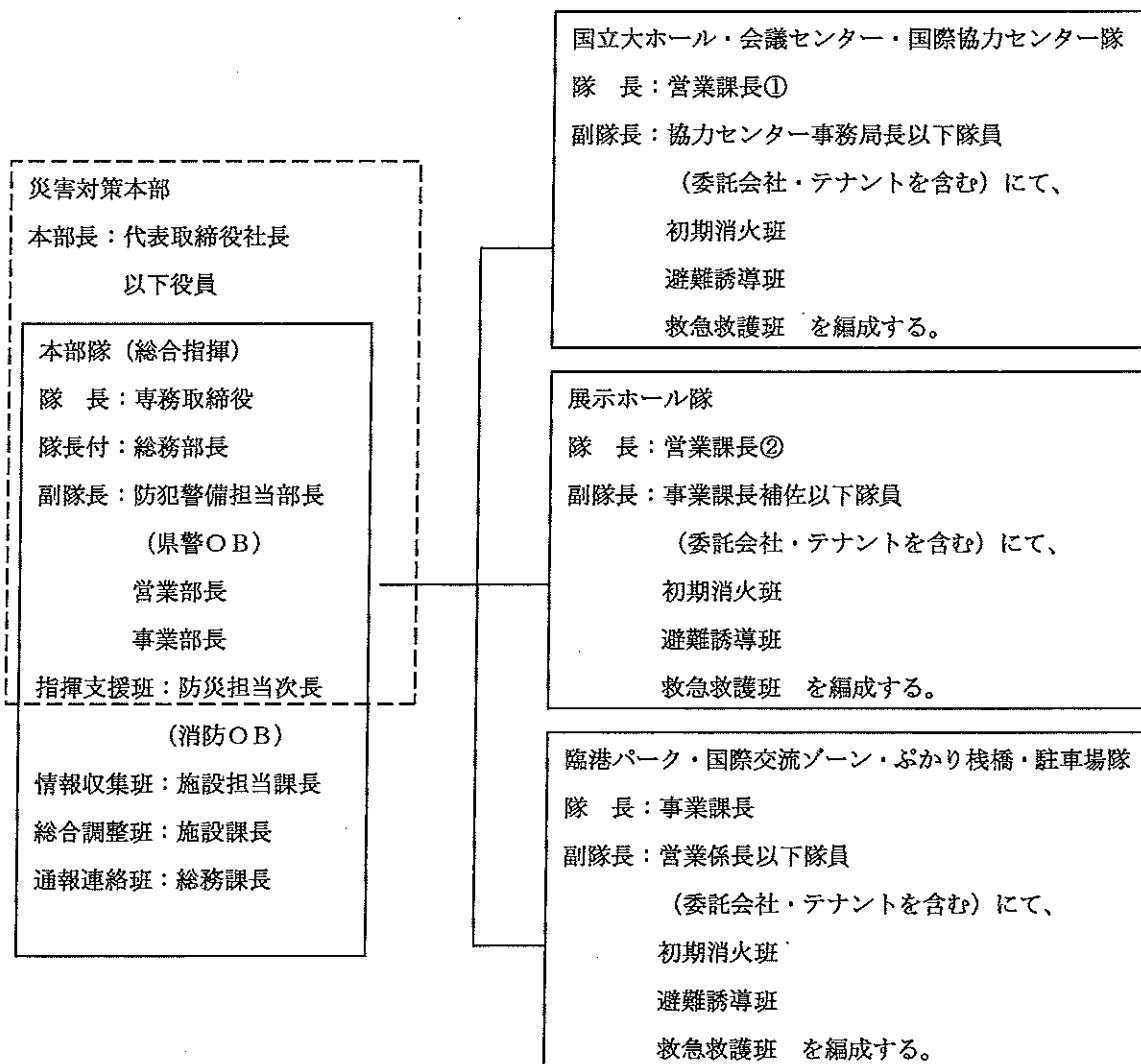 災害対策本部
本部長：代表取締役社長
以下役員
本部隊（総合指揮）
隊　長：専務取締役
隊長付：総務部長
副隊長：防犯警備担当部長
（県警ＯＢ）
営業部長
事業部長
指揮支援班：防災担当次長
（消防ＯＢ）
情報収集班：施設担当課長
総合調整班：施設課長
通報連絡班：総務課長
国立大ホール・会議センター・国際協力センター隊
隊　長：営業課長①
副隊長：協力センター事務局長以下隊員
（委託会社・テナントを含む）にて、
初期消火班
避難誘導班
救急救護班　を編成する。
展示ホール隊
隊　長：営業課長②
副隊長：事業課長補佐以下隊員
（委託会社・テナントを含む）にて、
初期消火班
避難誘導班
救急救護班　を編成する。
臨港パーク・国際交流ゾーン・ぷかり桟橋・駐車場隊
隊　長：事業課長
副隊長：営業係長以下隊員
（委託会社・テナントを含む）にて、
初期消火班
避難誘導班
救急救護班　を編成する。